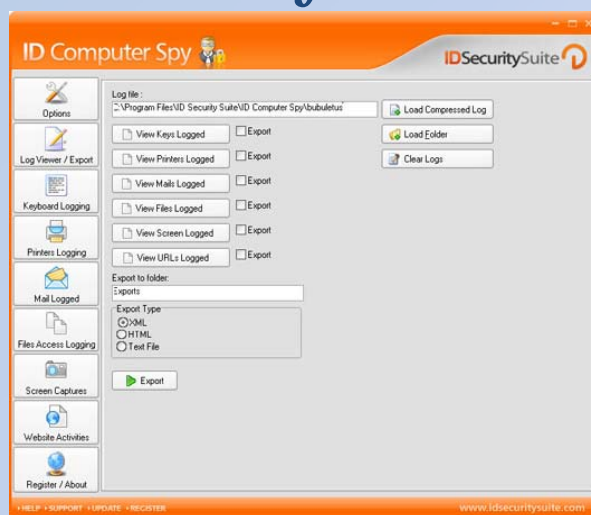 ID Computer Spy
IDSecuritySuite
Options
Log Viewer / Export
Keyboard Logging
Printers Logging
Mail Logged
Files Access Logging
Screen Captures
Website Activities
Register / About
Log file :
:\Program Files\ID Security Suite\ID Computer Spy\bubuletus
Load Compressed Log
View Keys Logged
Export
Load Folder
View Printers Logged
Export
Clear Logs
View Mails Logged
Export
View Files Logged
Export
View Screen Logged
Export
View URLs Logged
Export
Export to folder:
Exports
Export Type
XML
HTML
Text File
Export
HELP SUPPORT UPDATE REGISTER
www.idsecuritysuite.com